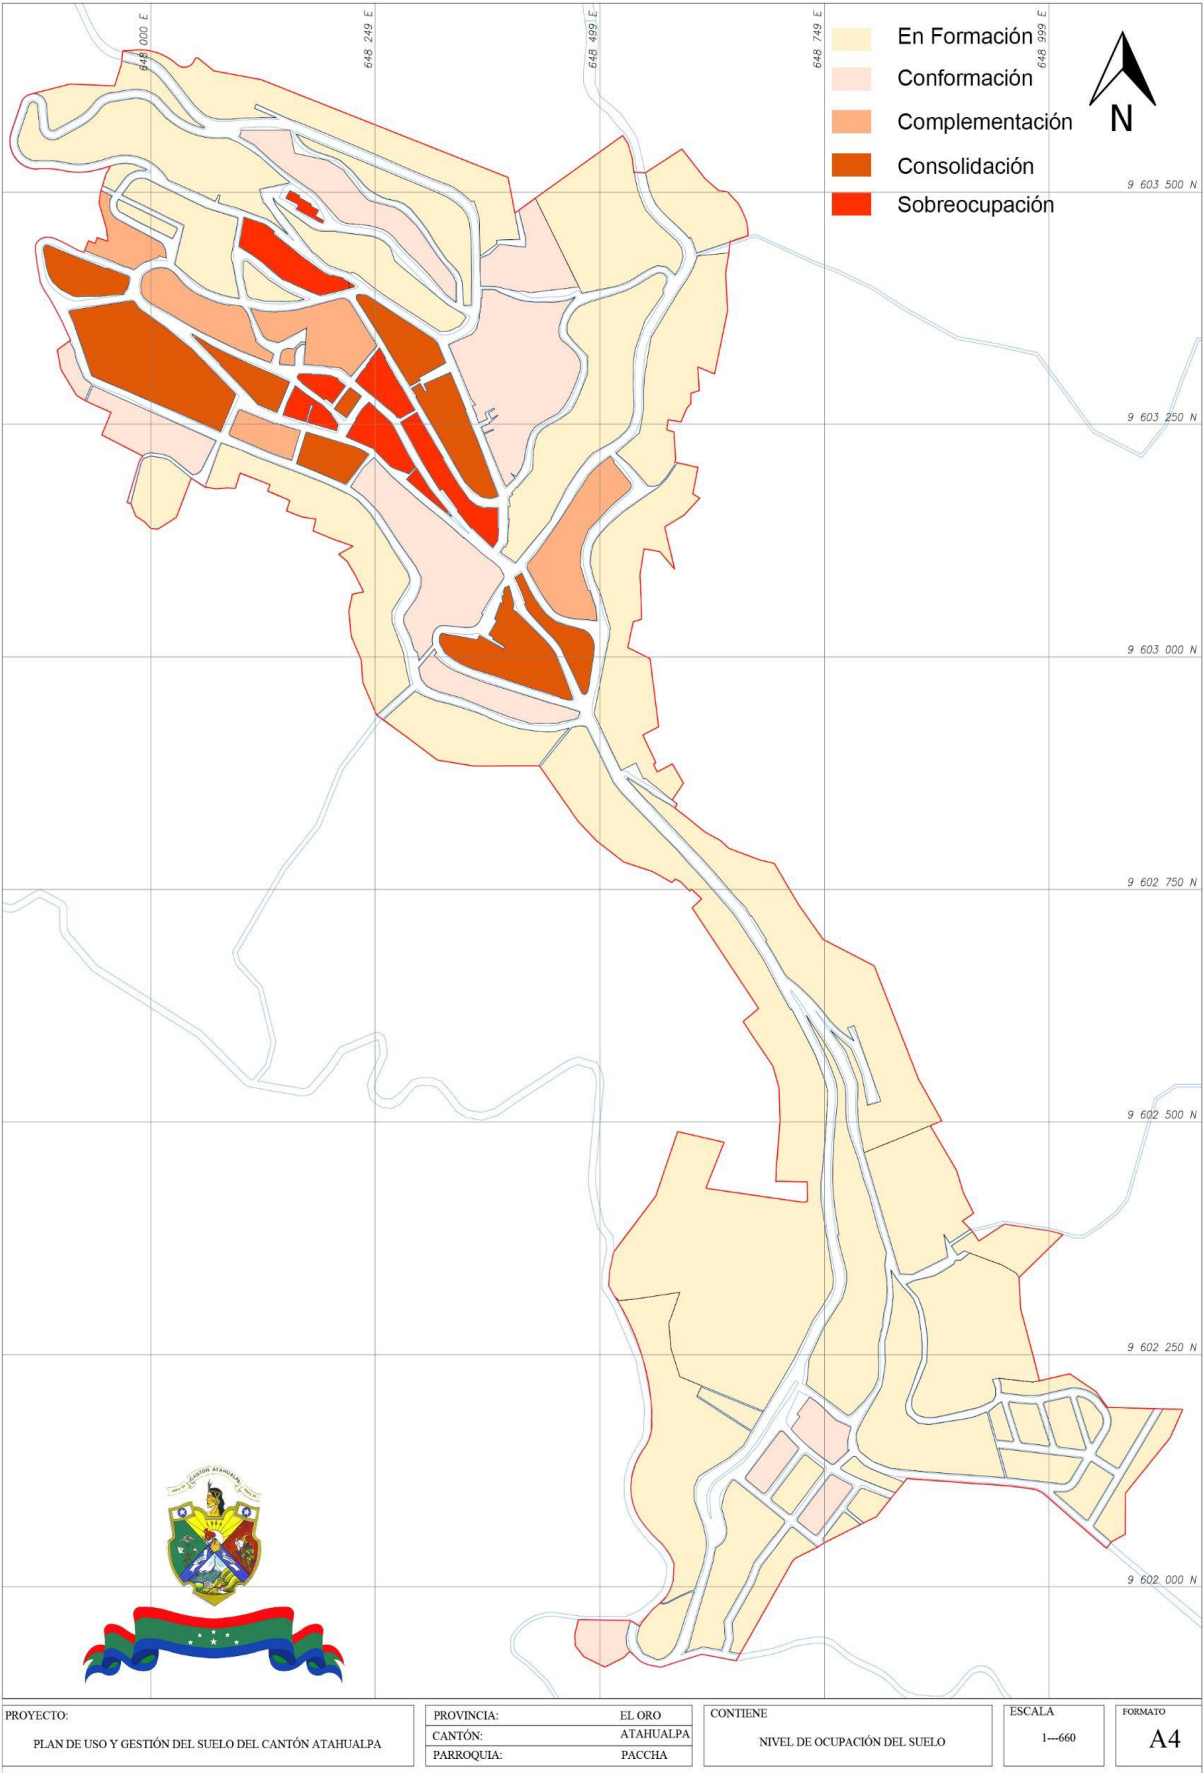 648 000 E
648 249 E
648 499 E
648 749 E
648 999 E
En Formación
Conformación
Complementación
Consolidación
Sobreocupación
N
9 603 500 N
9 603 250 N
9 603 000 N
9 602 750 N
9 602 500 N
9 602 250 N
9 602 000 N
CANTON ATAHUALPA
PROYECTO:
PLAN DE USO Y GESTIÓN DEL SUELO DEL CANTÓN ATAHUALPA
PROVINCIA: EL ORO
CANTÓN: ATAHUALPA
PARROQUIA: PACCHA
CONTIENE
NIVEL DE OCUPACIÓN DEL SUELO
ESCALA
1---660
FORMATO
A4